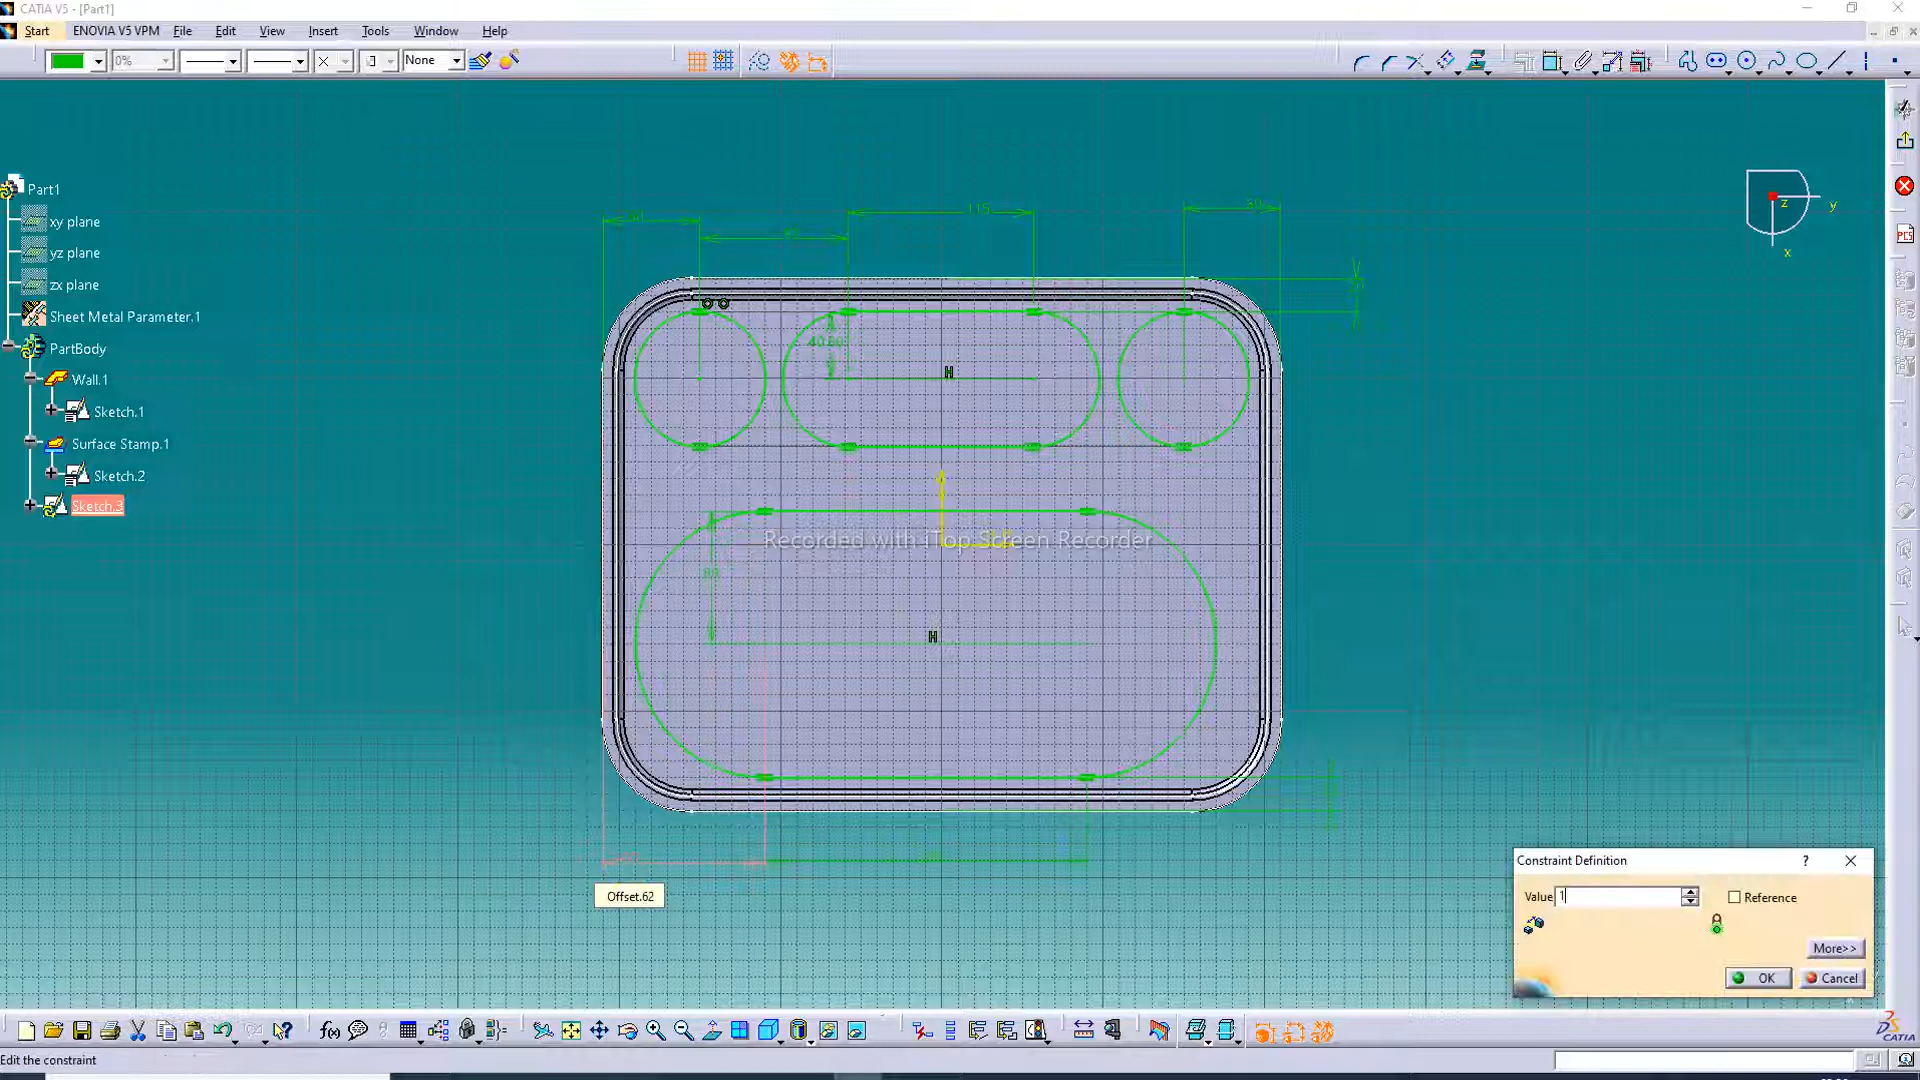 CATIA V5 - [Part1]
Start ENOVIA V5 VPM File Edit View Insert Tools Window Help
0% None
Part1
xy plane
yz plane
zx plane
Sheet Metal Parameter.1
PartBody
Wall.1
Sketch.1
Surface Stamp.1
Sketch.2
Sketch.3
115
H
H
z
y
x
PCS
Recorded with iTop Screen Recorder
Offset.62
Constraint Definition ?
Value 1 Reference
More>>
OK Cancel
f(x)
CATIA
Edit the constraint